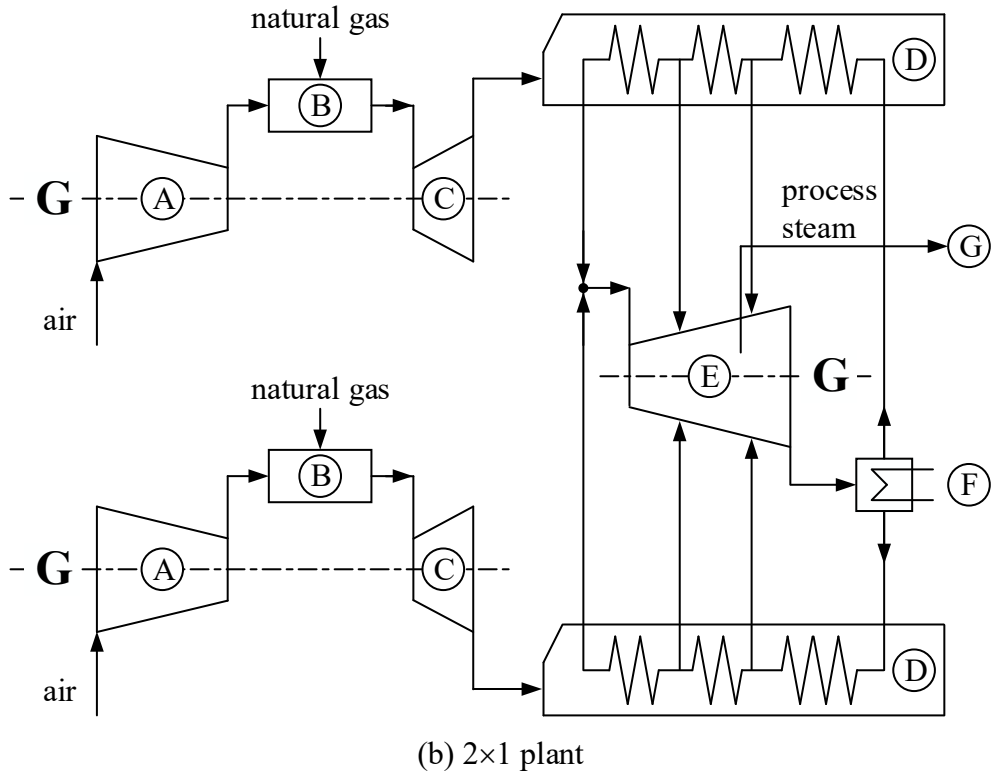 natural gas
B
D
A
C
G
process
steam
G
air
E
G
natural gas
B
F
A
C
G
D
air
(b) 2×1 plant